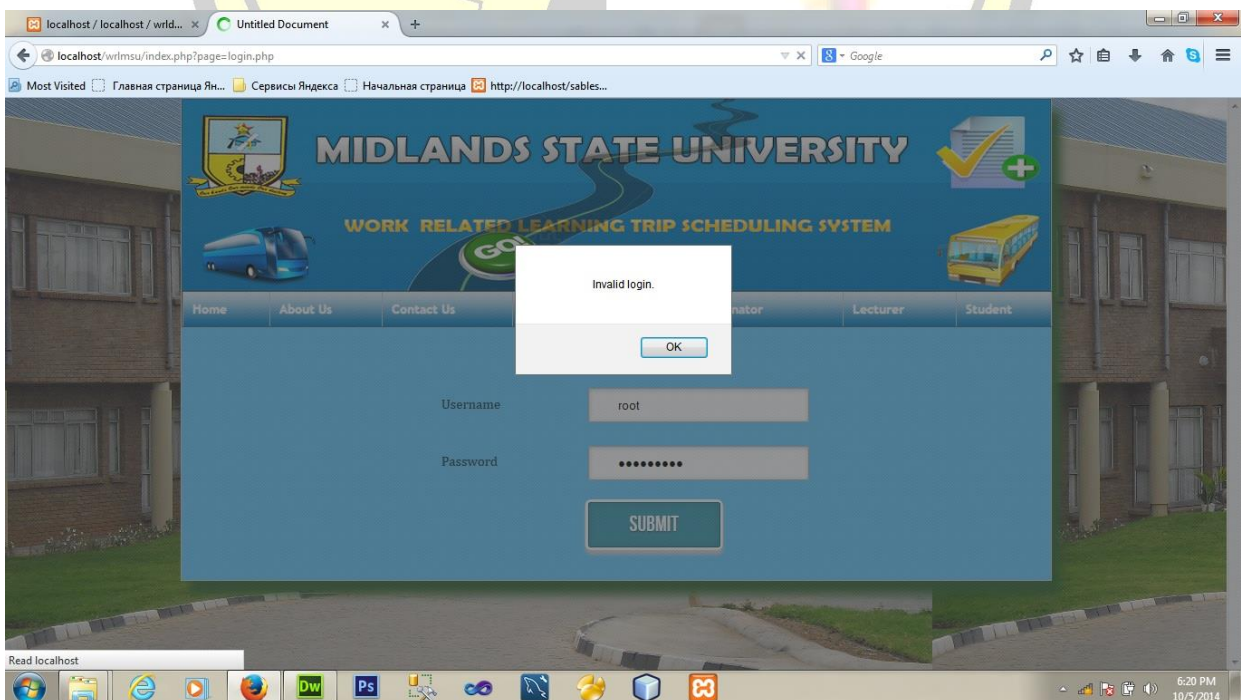 localhost / localhost / wrld...
Untitled Document
localhost/wrlmsu/index.php?page=login.php
Google
Most Visited
Главная страница Ян...
Сервисы Яндекса
Начальная страница
http://localhost/sables...
MIDLANDS STATE UNIVERSITY
WORK RELATED LEARNING TRIP SCHEDULING SYSTEM
GO!
Invalid login.
OK
Home
About Us
Contact Us
nator
Lecturer
Student
Username
root
Password
SUBMIT
Read localhost
Dw
Ps
6:20 PM
10/5/2014